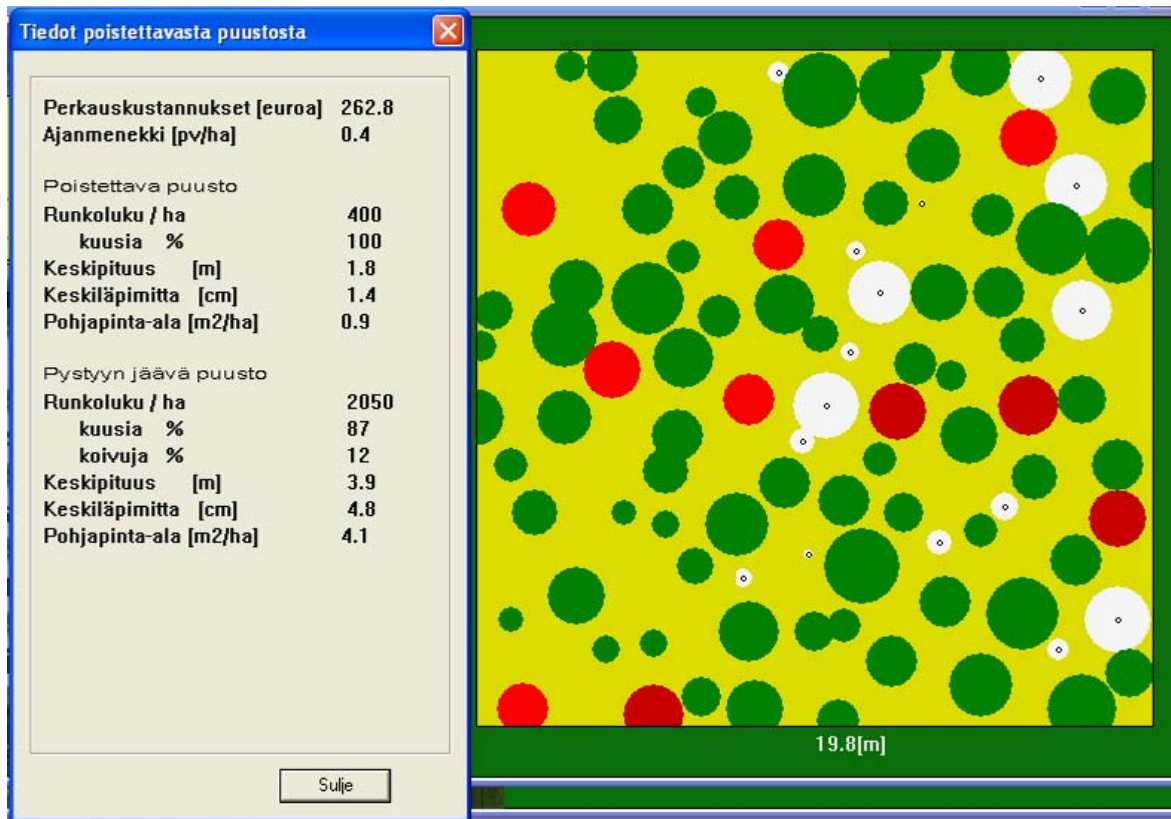 Tiedot poistettavasta puustosta
Perkauskustannukset [euroa] 262.8
Ajanmenekki [pv/ha] 0.4
Poistettava puusto
Runkoluku / ha 400
kuusia % 100
Keskipituus [m] 1.8
Keskiläpimitta [cm] 1.4
Pohjapinta-ala [m2/ha] 0.9
Pystyyn jäävä puusto
Runkoluku / ha 2050
kuusia % 87
koivuja % 12
Keskipituus [m] 3.9
Keskiläpimitta [cm] 4.8
Pohjapinta-ala [m2/ha] 4.1
Sulje
19.8[m]